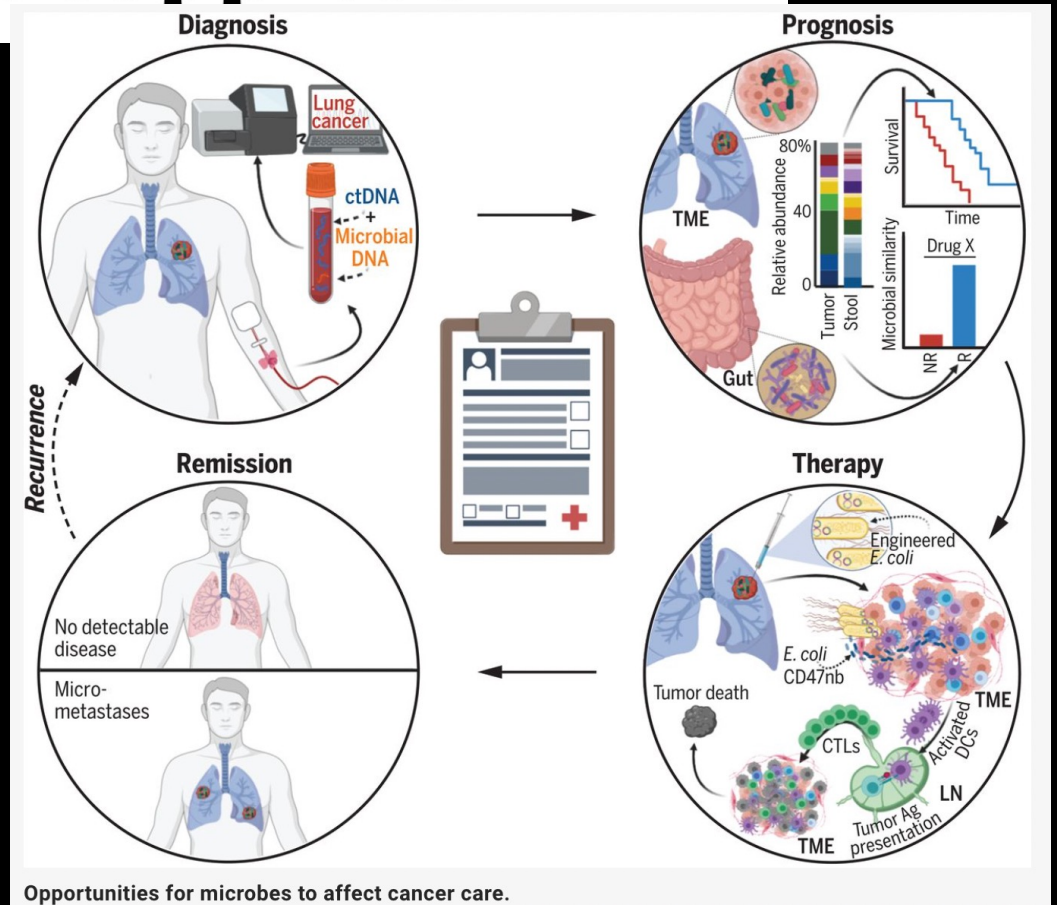 Diagnosis
Lung
cancer
ctDNA
+
Microbial
DNA
Prognosis
TME
Gut
Relative abundance
80%
40
0
Tumor
Stool
Survival
Time
Microbial similarity
Drug X
NR
R
Recurrence
Remission
No detectable
disease
Micro-
metastases
Therapy
Engineered
E. coli
E. coli
CD47nb
TME
Tumor death
CTLs
Activated
DCs
LN
Tumor Ag
presentation
TME
Opportunities for microbes to affect cancer care.